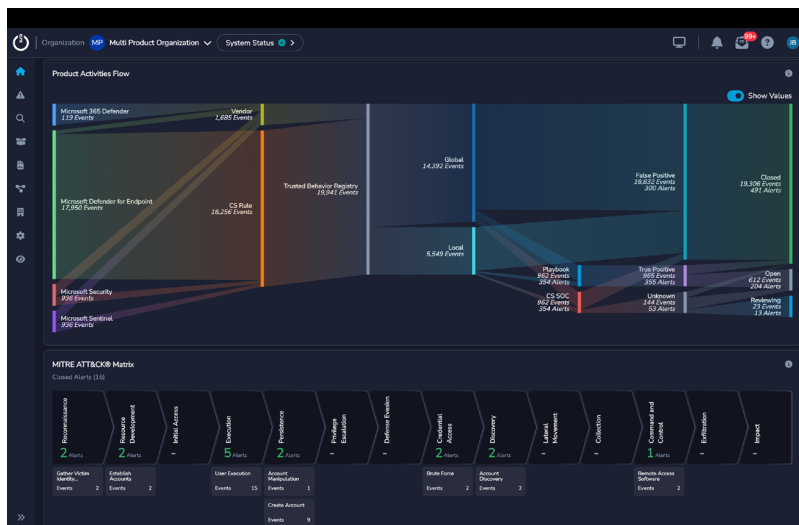 Organization MP Multi Product Organization System Status
99+
JB
Product Activities Flow
Show Values
Microsoft 365 Defender
119 Events
Vendor
1,685 Events
Microsoft Defender for Endpoint
17,950 Events
CS Rule
18,256 Events
Trusted Behavior Registry
19,941 Events
Global
14,392 Events
Local
5,549 Events
False Positive
18,832 Events
300 Alerts
Closed
19,306 Events
491 Alerts
Microsoft Security
936 Events
Microsoft Sentinel
936 Events
Playbook
962 Events
354 Alerts
CS SOC
962 Events
354 Alerts
True Positive
965 Events
355 Alerts
Unknown
144 Events
53 Alerts
Open
612 Events
204 Alerts
Reviewing
23 Events
13 Alerts
MITRE ATT&CK® Matrix
Closed Alerts (16)
Reconnaissance
2 Alerts
Resource
Development
2 Alerts
Initial Access
-
Execution
5 Alerts
Persistence
2 Alerts
Privilege
Escalation
-
Defense Evasion
-
Credential
Access
2 Alerts
Discovery
2 Alerts
Lateral
Movement
-
Collection
-
Command and
Control
1 Alerts
Exfiltration
-
Impact
-
Gather Victim
Identity...
Events 2
Establish
Accounts
Events 2
User Execution
Events 15
Account
Manipulation
Events 1
Create Account
Events 9
Brute Force
Events 2
Account
Discovery
Events 2
Remote Access
Software
Events 2